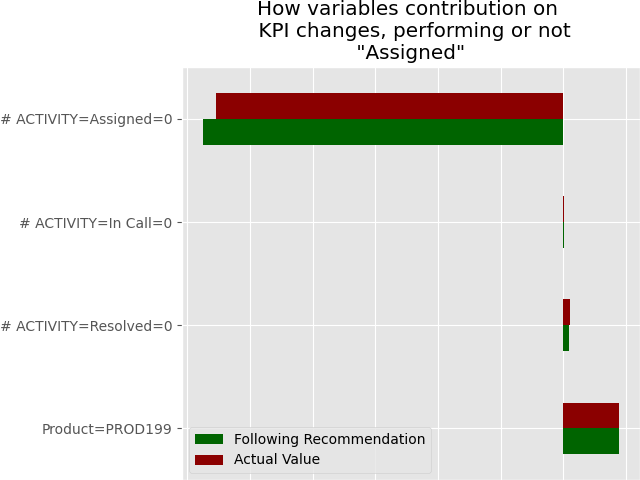 How variables contribution on
KPI changes, performing or not
"Assigned"
# ACTIVITY=Assigned=0
# ACTIVITY=In Call=0
# ACTIVITY=Resolved=0
Product=PROD199
Following Recommendation
Actual Value